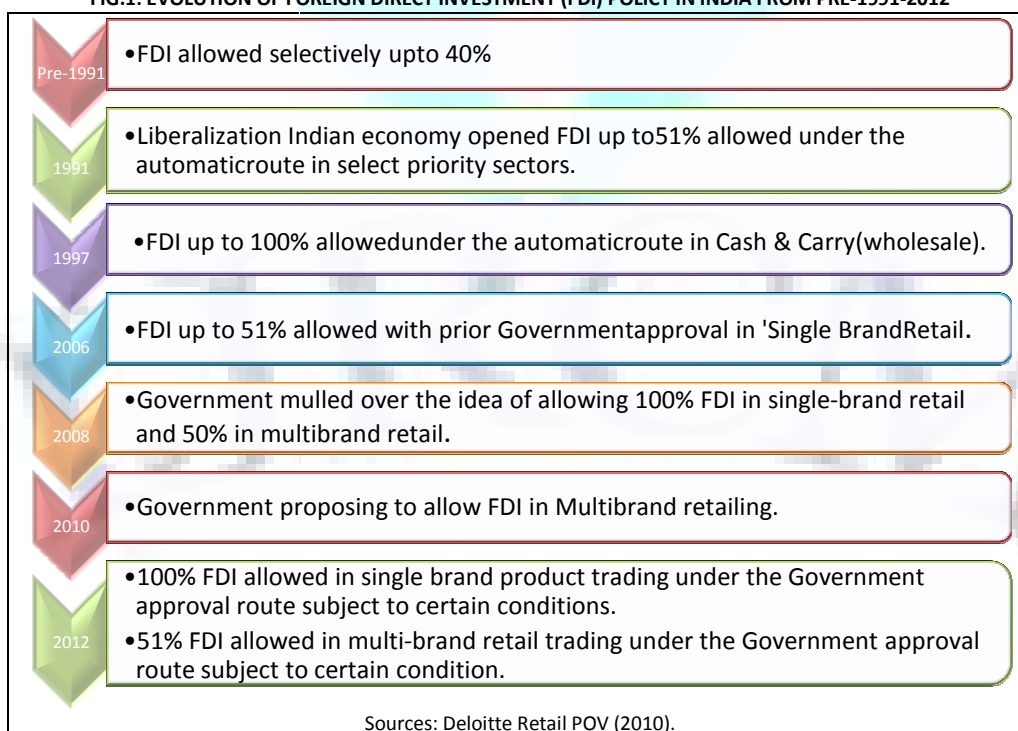 FIG.1: EVOLUTION OF FOREIGN DIRECT INVESTMENT (FDI) POLICY IN INDIA FROM PRE-1991-2012
Pre-1991
•FDI allowed selectively upto 40%
1991
•Liberalization Indian economy opened FDI up to51% allowed under the
automaticroute in select priority sectors.
1997
•FDI up to 100% allowedunder the automaticroute in Cash & Carry(wholesale).
2006
•FDI up to 51% allowed with prior Governmentapproval in 'Single BrandRetail.
2008
•Government mulled over the idea of allowing 100% FDI in single-brand retail
and 50% in multibrand retail.
2010
•Government proposing to allow FDI in Multibrand retailing.
2012
•100% FDI allowed in single brand product trading under the Government
approval route subject to certain conditions.
•51% FDI allowed in multi-brand retail trading under the Government approval
route subject to certain condition.
Sources: Deloitte Retail POV (2010).